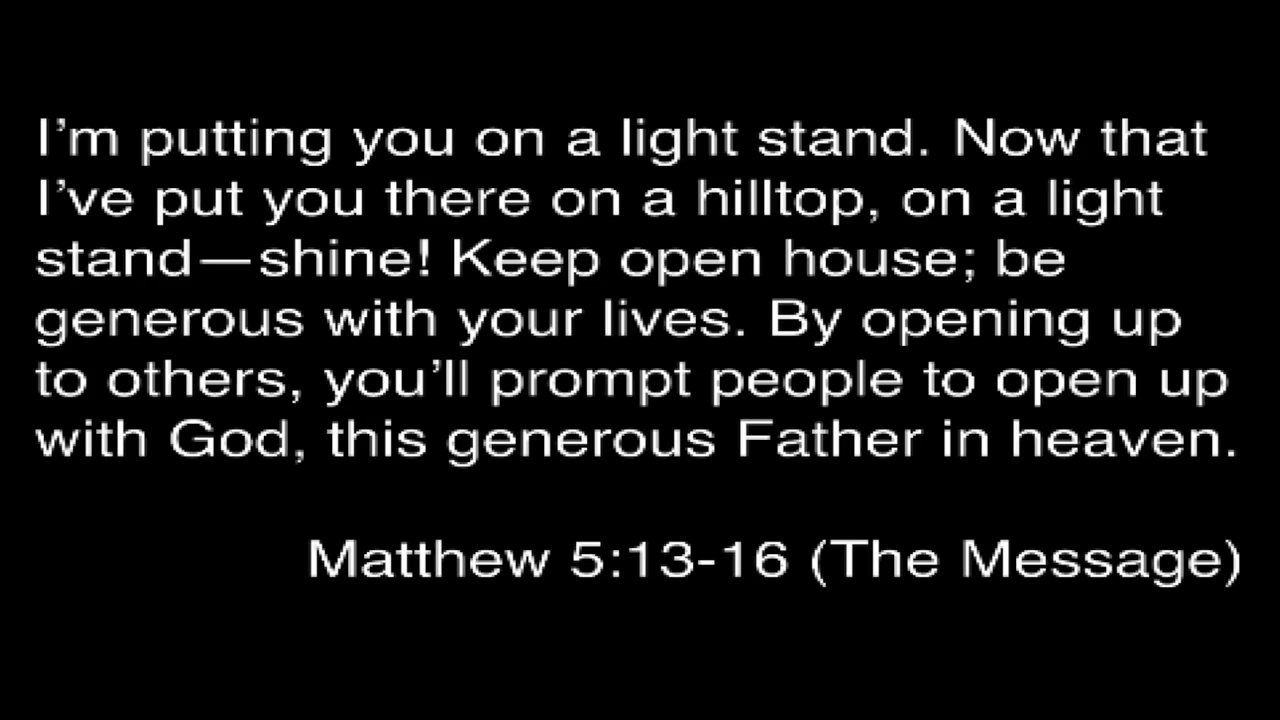 I’m putting you on a light stand. Now that
I’ve put you there on a hilltop, on a light
stand—shine! Keep open house; be
generous with your lives. By opening up
to others, you’ll prompt people to open up
with God, this generous Father in heaven.
Matthew 5:13-16 (The Message)